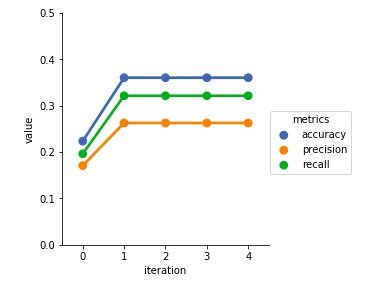 0.5
0.4
0.3
0.2
0.1
0.0
value
0 1 2 3 4
iteration
metrics
accuracy
precision
recall